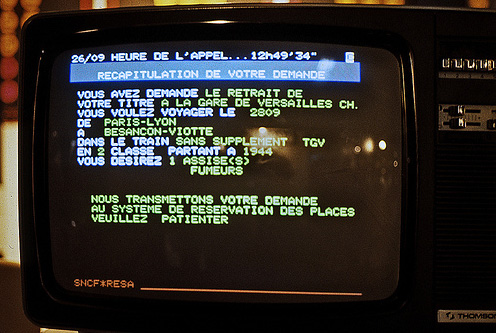 26/09 HEURE DE L'APPEL...12h49'34"
RECAPITULATION DE VOTRE DEMANDE
VOUS AVEZ DEMANDE LE RETRAIT DE
VOTRE TITRE A LA GARE DE VERSAILLES CH.
VOUS VOULEZ VOYAGER LE 2809
DE PARIS-LYON
A BESANCON-VIOTTE
DANS LE TRAIN SANS SUPPLEMENT TGV
EN 2 CLASSE PARTANT A 1944
VOUS DESIREZ 1 ASSISE(S)
FUMEURS
NOUS TRANSMETTONS VOTRE DEMANDE
AU SYSTEME DE RESERVATION DES PLACES
VEUILLEZ PATIENTER
SNCF*RESA
THOMSON